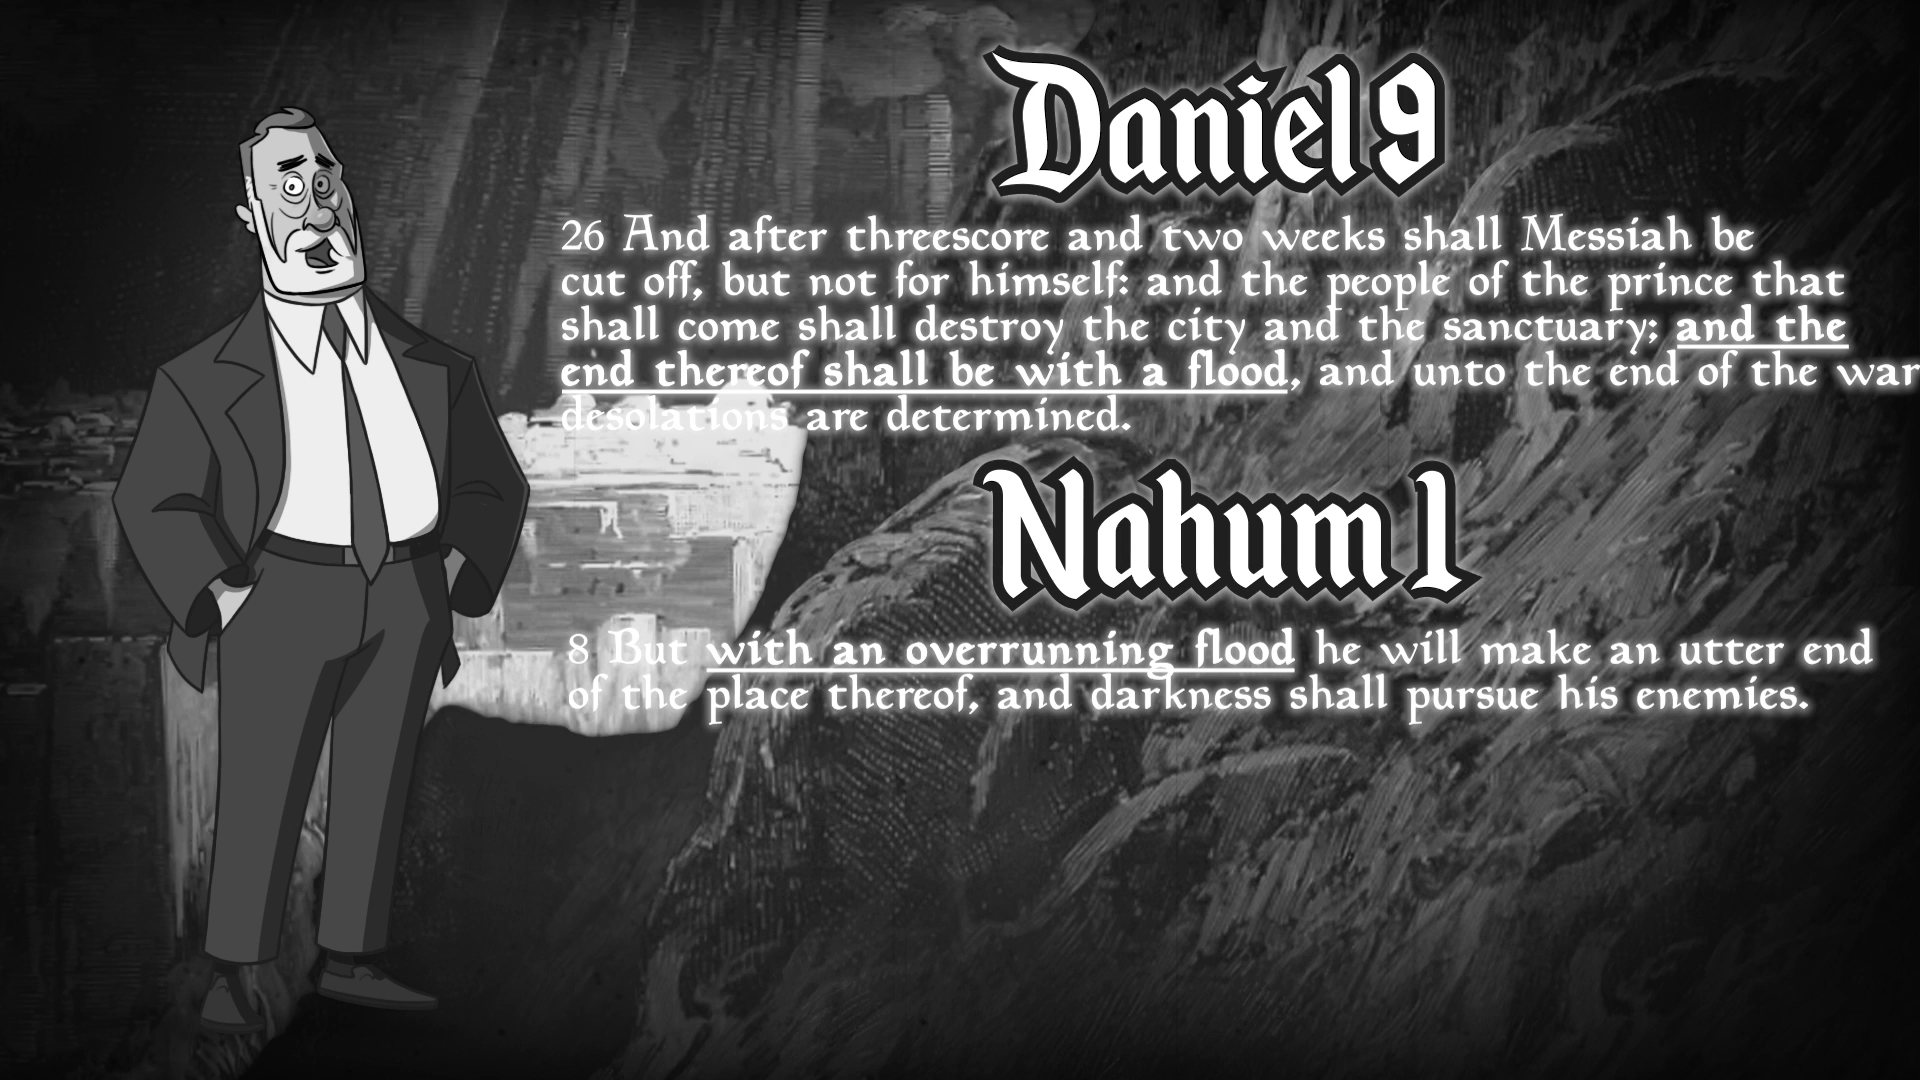 Daniel 9
26 And after threescore and two weeks shall Messiah be
cut off, but not for himself: and the people of the prince that
shall come shall destroy the city and the sanctuary; and the
end thereof shall be with a flood, and unto the end of the war
desolations are determined.
Nahum 1
8 But with an overrunning flood he will make an utter end
of the place thereof, and darkness shall pursue his enemies.